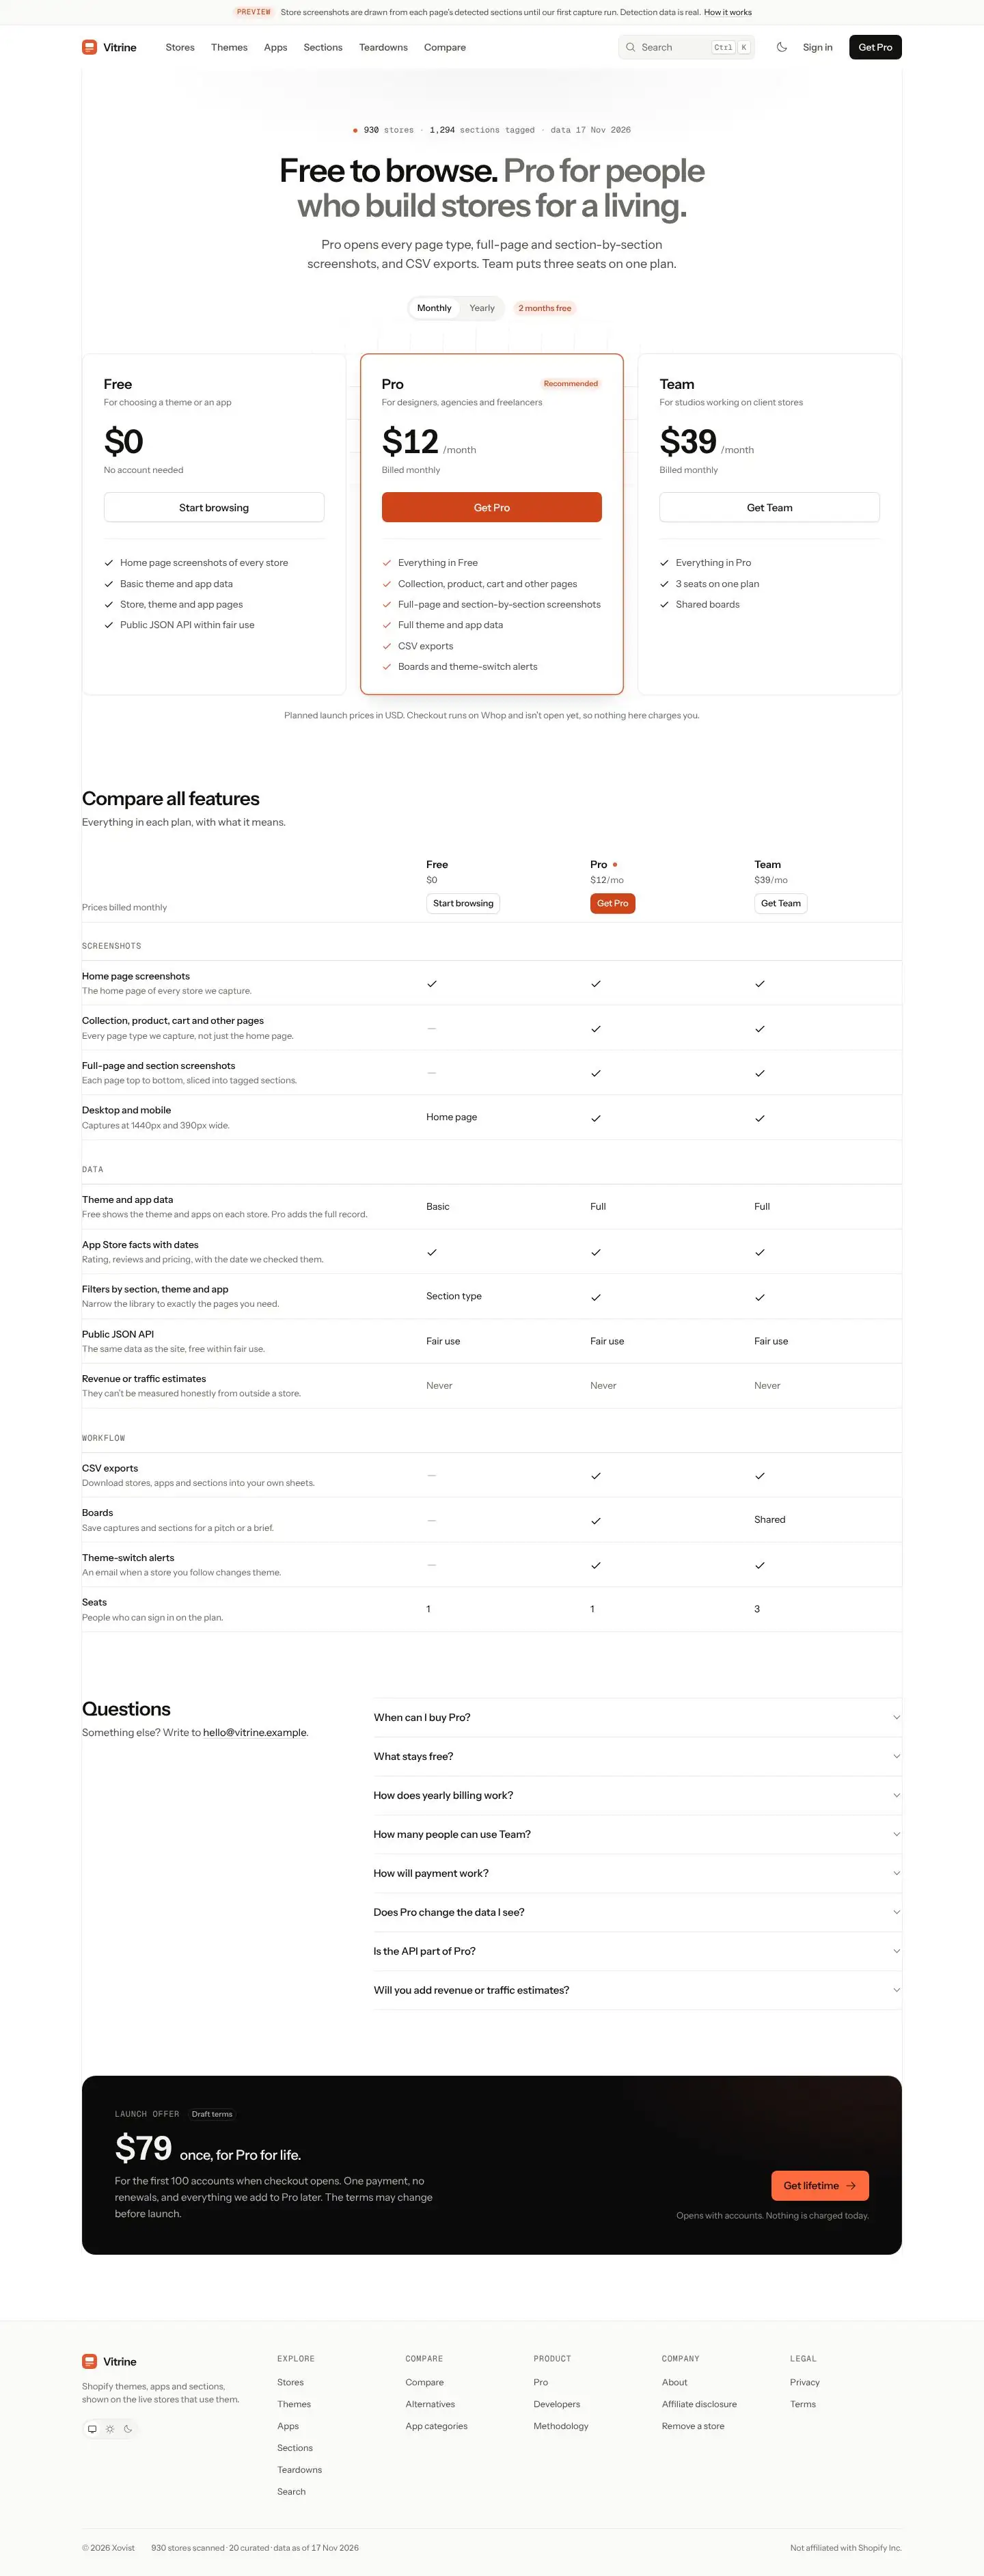 PREVIEW Store screenshots are drawn from each page's detected sections until our first capture run. Detection data is real. How it works
Vitrine Stores Themes Apps Sections Teardowns Compare Search Ctrl K Sign in Get Pro
930 stores · 1,294 sections tagged · data 17 Nov 2026
Free to browse. Pro for people
who build stores for a living.
Pro opens every page type, full-page and section-by-section
screenshots, and CSV exports. Team puts three seats on one plan.
Monthly Yearly 2 months free
Free
For choosing a theme or an app
$0
No account needed
Start browsing
Home page screenshots of every store
Basic theme and app data
Store, theme and app pages
Public JSON API within fair use
Pro Recommended
For designers, agencies and freelancers
$12 /month
Billed monthly
Get Pro
Everything in Free
Collection, product, cart and other pages
Full-page and section-by-section screenshots
Full theme and app data
CSV exports
Boards and theme-switch alerts
Team
For studios working on client stores
$39 /month
Billed monthly
Get Team
Everything in Pro
3 seats on one plan
Shared boards
Planned launch prices in USD. Checkout runs on Whop and isn't open yet, so nothing here charges you.
Compare all features
Everything in each plan, with what it means.
Free Pro Team
$0 $12/mo $39/mo
Prices billed monthly Start browsing Get Pro Get Team
SCREENSHOTS
Home page screenshots
The home page of every store we capture.
Collection, product, cart and other pages
Every page type we capture, not just the home page.
Full-page and section screenshots
Each page top to bottom, sliced into tagged sections.
Desktop and mobile
Captures at 1440px and 390px wide.
Home page
DATA
Theme and app data
Free shows the theme and apps on each store. Pro adds the full record.
Basic Full Full
App Store facts with dates
Rating, reviews and pricing, with the date we checked them.
Filters by section, theme and app
Narrow the library to exactly the pages you need.
Section type
Public JSON API
The same data as the site, free within fair use.
Fair use Fair use Fair use
Revenue or traffic estimates
They can't be measured honestly from outside a store.
Never Never Never
WORKFLOW
CSV exports
Download stores, apps and sections into your own sheets.
Boards
Save captures and sections for a pitch or a brief.
Shared
Theme-switch alerts
An email when a store you follow changes theme.
Seats
People who can sign in on the plan.
1 1 3
Questions
Something else? Write to hello@vitrine.example.
When can I buy Pro?
What stays free?
How does yearly billing work?
How many people can use Team?
How will payment work?
Does Pro change the data I see?
Is the API part of Pro?
Will you add revenue or traffic estimates?
LAUNCH OFFER Draft terms
$79 once, for Pro for life.
For the first 100 accounts when checkout opens. One payment, no
renewals, and everything we add to Pro later. The terms may change
before launch.
Get lifetime
Opens with accounts. Nothing is charged today.
Vitrine
Shopify themes, apps and sections,
shown on the live stores that use them.
EXPLORE
Stores
Themes
Apps
Sections
Teardowns
Search
COMPARE
Compare
Alternatives
App categories
PRODUCT
Pro
Developers
Methodology
COMPANY
About
Affiliate disclosure
Remove a store
LEGAL
Privacy
Terms
© 2026 Xovist 930 stores scanned · 20 curated · data as of 17 Nov 2026 Not affiliated with Shopify Inc.